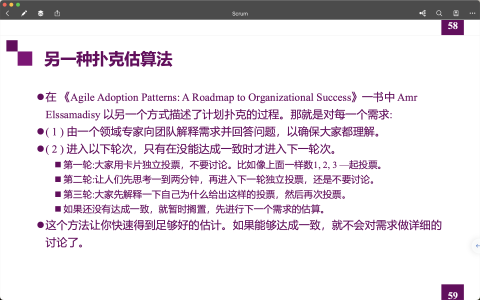 Scrum
58
另一种扑克估算法
●在 《Agile Adoption Patterns: A Roadmap to Organizational Success》一书中 Amr
Elssamadisy 以另一个方式描述了计划扑克的过程。那就是对每一个需求:
●( 1 ) 由一个领域专家向团队解释需求并回答问题，以确保大家都理解。
●( 2 ) 进入以下轮次，只有在没能达成一致时才进入下一轮次。
■第一轮:大家用卡片独立投票，不要讨论。比如像上面一样数1, 2, 3 —起投票。
■第二轮:让人们先思考一到两分钟，再进入下一轮独立投票，还是不要讨论。
■第三轮:大家先解释一下自己为什么给出这样的投票，然后再次投票。
■如果还没有达成一致，就暂时搁置，先进行下一个需求的估算。
●这个方法让你快速得到足够好的估计。如果能够达成一致，就不会对需求做详细的
讨论了。
59